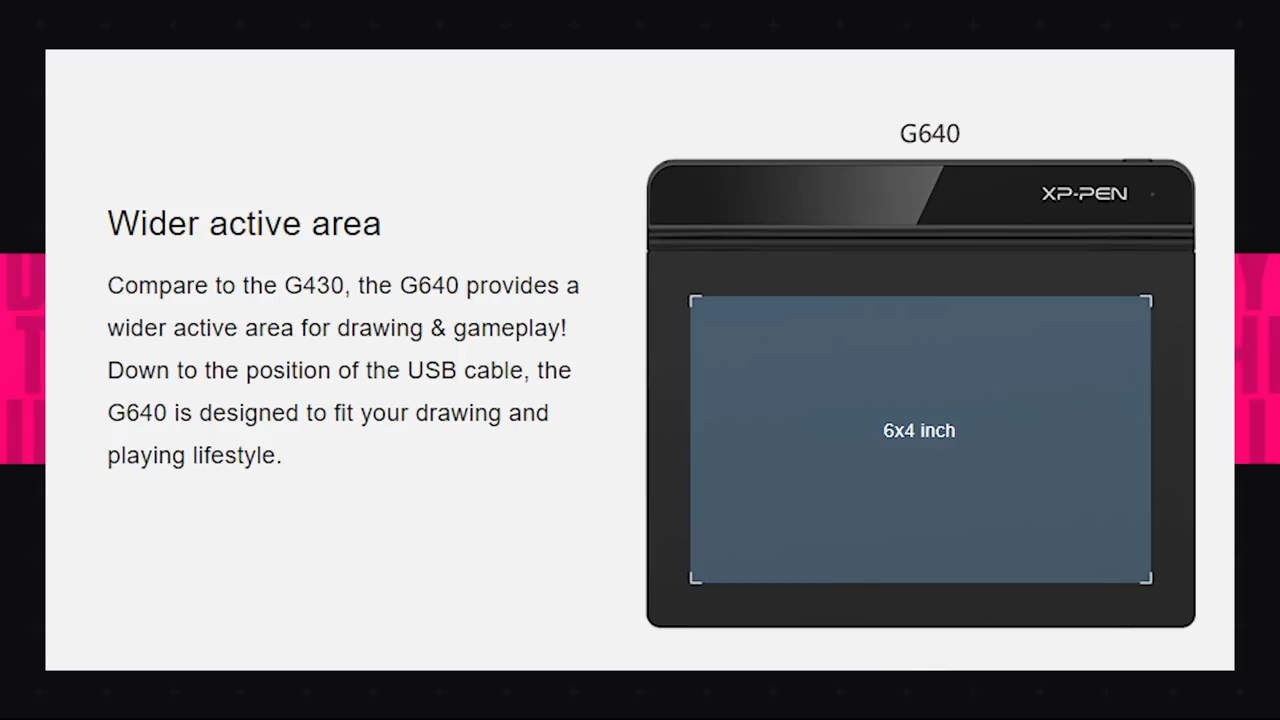 G640
XP-PEN
Wider active area
Compare to the G430, the G640 provides a
wider active area for drawing & gameplay!
Down to the position of the USB cable, the
G640 is designed to fit your drawing and
playing lifestyle.
6x4 inch